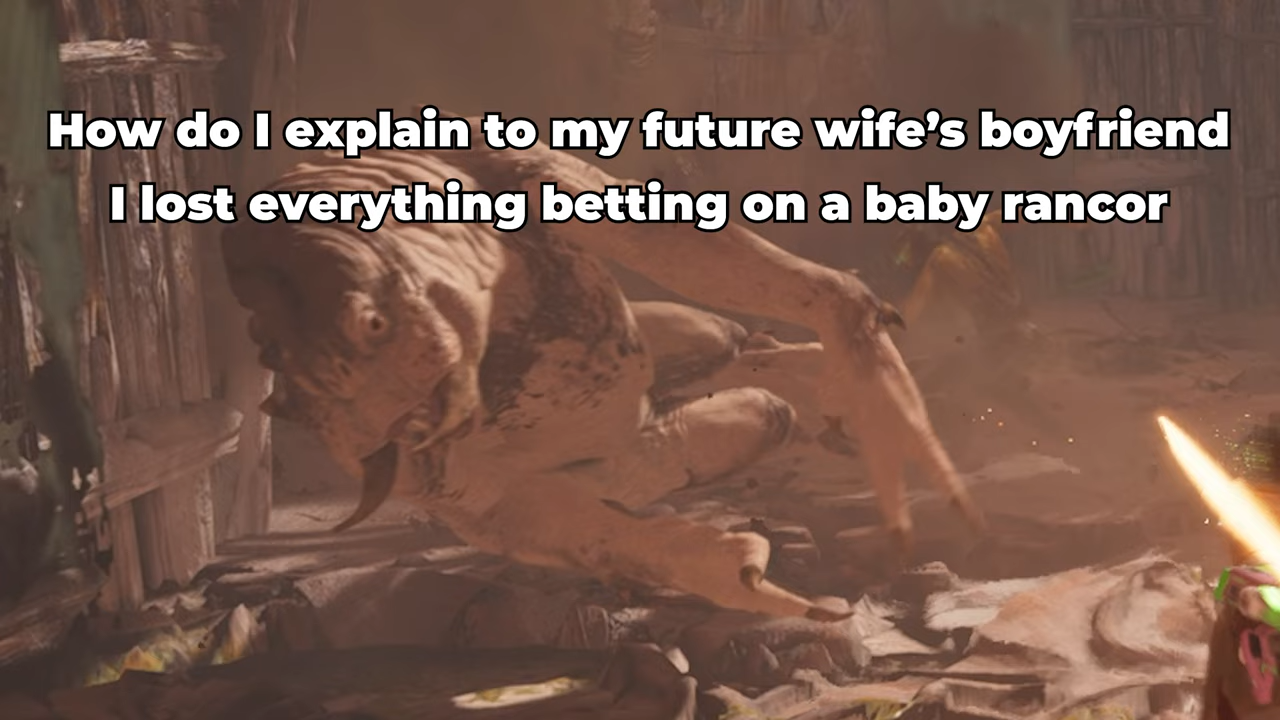 How do I explain to my future wife’s boyfriend
I lost everything betting on a baby rancor